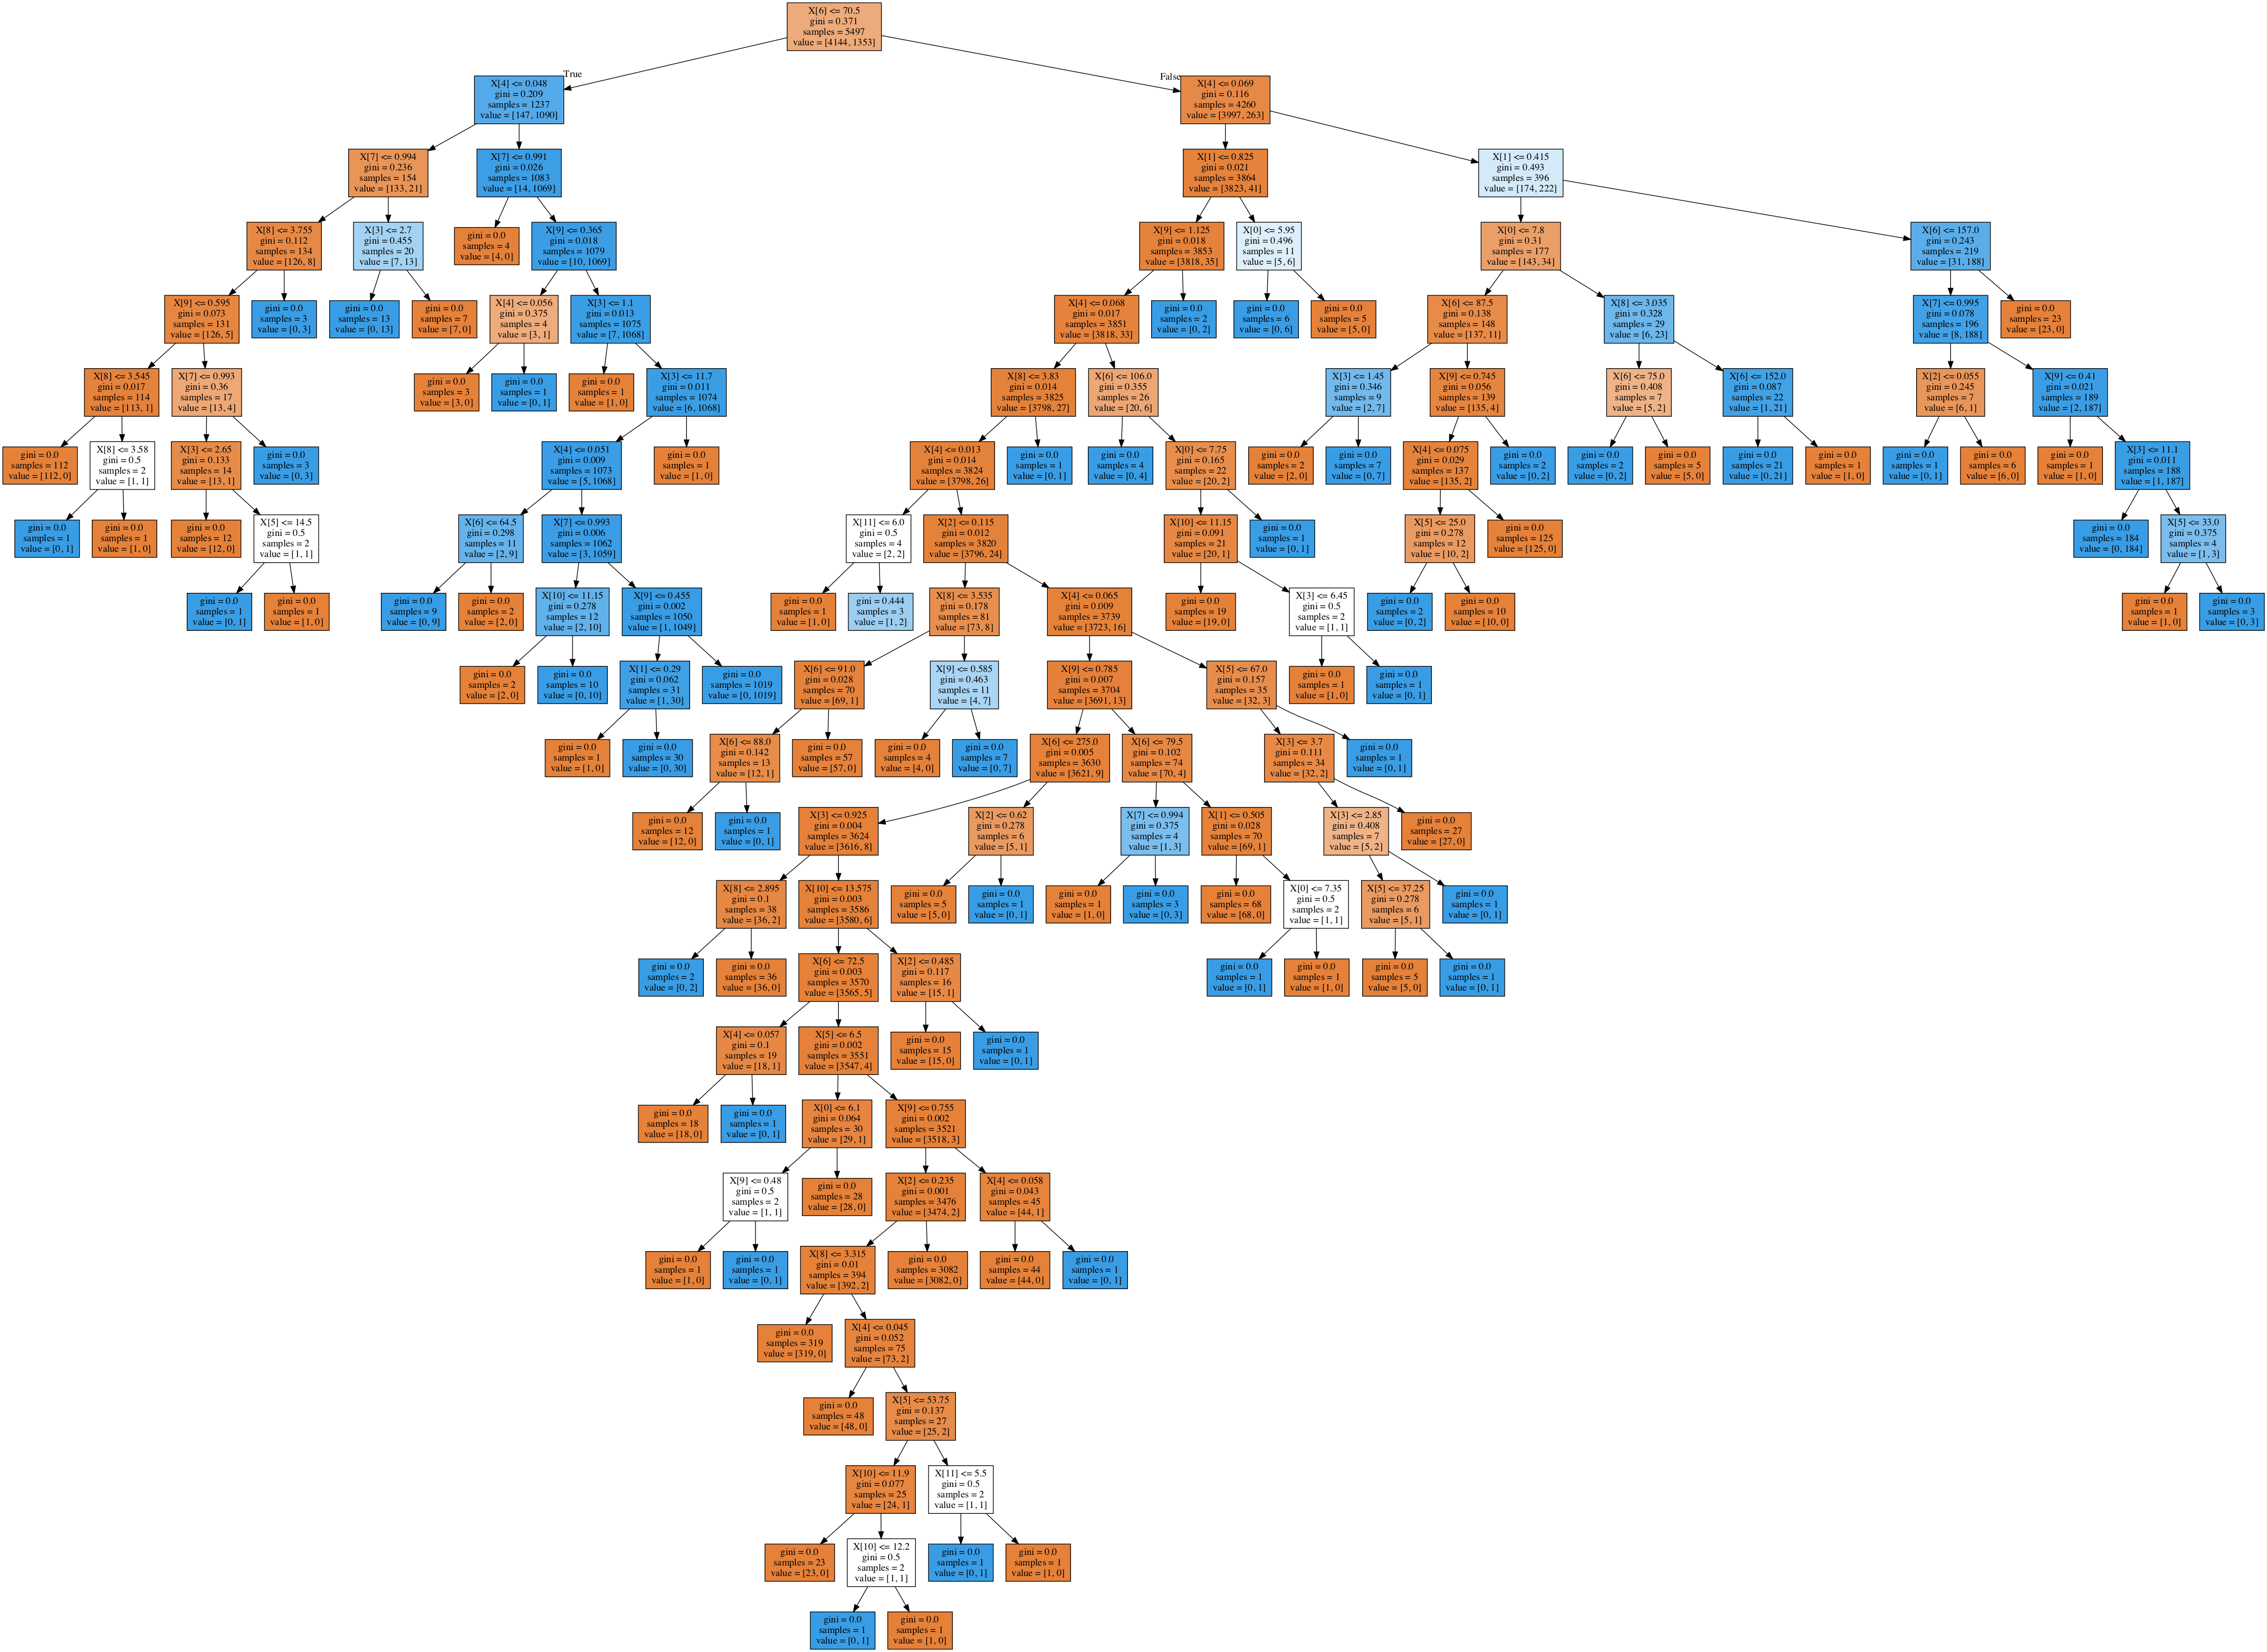 X[6] <= 70.5
gini = 0.371
samples = 5497
value = [4144, 1353]
True
False
X[4] <= 0.048
gini = 0.209
samples = 1237
value = [147, 1090]
X[4] <= 0.069
gini = 0.116
samples = 4260
value = [3997, 263]
X[7] <= 0.994
gini = 0.236
samples = 154
value = [133, 21]
X[7] <= 0.991
gini = 0.026
samples = 1083
value = [14, 1069]
X[1] <= 0.825
gini = 0.021
samples = 3864
value = [3823, 41]
X[1] <= 0.415
gini = 0.493
samples = 396
value = [174, 222]
X[8] <= 3.755
gini = 0.112
samples = 134
value = [126, 8]
X[3] <= 2.7
gini = 0.455
samples = 20
value = [7, 13]
gini = 0.0
samples = 4
value = [4, 0]
X[9] <= 0.365
gini = 0.018
samples = 1079
value = [10, 1069]
X[9] <= 1.125
gini = 0.018
samples = 3853
value = [3818, 35]
X[0] <= 5.95
gini = 0.496
samples = 11
value = [5, 6]
X[0] <= 7.8
gini = 0.31
samples = 177
value = [143, 34]
X[6] <= 157.0
gini = 0.243
samples = 219
value = [31, 188]
X[9] <= 0.595
gini = 0.073
samples = 131
value = [126, 5]
gini = 0.0
samples = 3
value = [0, 3]
gini = 0.0
samples = 13
value = [0, 13]
gini = 0.0
samples = 7
value = [7, 0]
X[4] <= 0.056
gini = 0.375
samples = 4
value = [3, 1]
X[3] <= 1.1
gini = 0.013
samples = 1075
value = [7, 1068]
X[4] <= 0.068
gini = 0.017
samples = 3851
value = [3818, 33]
gini = 0.0
samples = 2
value = [0, 2]
gini = 0.0
samples = 6
value = [0, 6]
gini = 0.0
samples = 5
value = [5, 0]
X[6] <= 87.5
gini = 0.138
samples = 148
value = [137, 11]
X[8] <= 3.035
gini = 0.328
samples = 29
value = [6, 23]
X[7] <= 0.995
gini = 0.078
samples = 196
value = [8, 188]
gini = 0.0
samples = 23
value = [23, 0]
X[8] <= 3.545
gini = 0.017
samples = 114
value = [113, 1]
X[7] <= 0.993
gini = 0.36
samples = 17
value = [13, 4]
gini = 0.0
samples = 3
value = [3, 0]
gini = 0.0
samples = 1
value = [0, 1]
gini = 0.0
samples = 1
value = [1, 0]
X[3] <= 11.7
gini = 0.011
samples = 1074
value = [6, 1068]
X[8] <= 3.83
gini = 0.014
samples = 3825
value = [3798, 27]
X[6] <= 106.0
gini = 0.355
samples = 26
value = [20, 6]
X[3] <= 1.45
gini = 0.346
samples = 9
value = [2, 7]
X[9] <= 0.745
gini = 0.056
samples = 139
value = [135, 4]
X[6] <= 75.0
gini = 0.408
samples = 7
value = [5, 2]
X[6] <= 152.0
gini = 0.087
samples = 22
value = [1, 21]
X[2] <= 0.055
gini = 0.245
samples = 7
value = [6, 1]
X[9] <= 0.41
gini = 0.021
samples = 189
value = [2, 187]
gini = 0.0
samples = 112
value = [112, 0]
X[8] <= 3.58
gini = 0.5
samples = 2
value = [1, 1]
X[3] <= 2.65
gini = 0.133
samples = 14
value = [13, 1]
gini = 0.0
samples = 3
value = [0, 3]
X[4] <= 0.051
gini = 0.009
samples = 1073
value = [5, 1068]
gini = 0.0
samples = 1
value = [1, 0]
X[4] <= 0.013
gini = 0.014
samples = 3824
value = [3798, 26]
gini = 0.0
samples = 1
value = [0, 1]
gini = 0.0
samples = 4
value = [0, 4]
X[0] <= 7.75
gini = 0.165
samples = 22
value = [20, 2]
gini = 0.0
samples = 2
value = [2, 0]
gini = 0.0
samples = 7
value = [0, 7]
X[4] <= 0.075
gini = 0.029
samples = 137
value = [135, 2]
gini = 0.0
samples = 2
value = [0, 2]
gini = 0.0
samples = 2
value = [0, 2]
gini = 0.0
samples = 5
value = [5, 0]
gini = 0.0
samples = 21
value = [0, 21]
gini = 0.0
samples = 1
value = [1, 0]
gini = 0.0
samples = 1
value = [0, 1]
gini = 0.0
samples = 6
value = [6, 0]
gini = 0.0
samples = 1
value = [1, 0]
X[3] <= 11.1
gini = 0.011
samples = 188
value = [1, 187]
gini = 0.0
samples = 1
value = [0, 1]
gini = 0.0
samples = 1
value = [1, 0]
gini = 0.0
samples = 12
value = [12, 0]
X[5] <= 14.5
gini = 0.5
samples = 2
value = [1, 1]
X[6] <= 64.5
gini = 0.298
samples = 11
value = [2, 9]
X[7] <= 0.993
gini = 0.006
samples = 1062
value = [3, 1059]
X[11] <= 6.0
gini = 0.5
samples = 4
value = [2, 2]
X[2] <= 0.115
gini = 0.012
samples = 3820
value = [3796, 24]
X[10] <= 11.15
gini = 0.091
samples = 21
value = [20, 1]
gini = 0.0
samples = 1
value = [0, 1]
X[5] <= 25.0
gini = 0.278
samples = 12
value = [10, 2]
gini = 0.0
samples = 125
value = [125, 0]
gini = 0.0
samples = 184
value = [0, 184]
X[5] <= 33.0
gini = 0.375
samples = 4
value = [1, 3]
gini = 0.0
samples = 1
value = [0, 1]
gini = 0.0
samples = 1
value = [1, 0]
gini = 0.0
samples = 9
value = [0, 9]
gini = 0.0
samples = 2
value = [2, 0]
X[10] <= 11.15
gini = 0.278
samples = 12
value = [2, 10]
X[9] <= 0.455
gini = 0.002
samples = 1050
value = [1, 1049]
gini = 0.0
samples = 1
value = [1, 0]
gini = 0.444
samples = 3
value = [1, 2]
X[8] <= 3.535
gini = 0.178
samples = 81
value = [73, 8]
X[4] <= 0.065
gini = 0.009
samples = 3739
value = [3723, 16]
gini = 0.0
samples = 19
value = [19, 0]
X[3] <= 6.45
gini = 0.5
samples = 2
value = [1, 1]
gini = 0.0
samples = 2
value = [0, 2]
gini = 0.0
samples = 10
value = [10, 0]
gini = 0.0
samples = 1
value = [1, 0]
gini = 0.0
samples = 3
value = [0, 3]
gini = 0.0
samples = 2
value = [2, 0]
gini = 0.0
samples = 10
value = [0, 10]
X[1] <= 0.29
gini = 0.062
samples = 31
value = [1, 30]
gini = 0.0
samples = 1019
value = [0, 1019]
X[6] <= 91.0
gini = 0.028
samples = 70
value = [69, 1]
X[9] <= 0.585
gini = 0.463
samples = 11
value = [4, 7]
X[9] <= 0.785
gini = 0.007
samples = 3704
value = [3691, 13]
X[5] <= 67.0
gini = 0.157
samples = 35
value = [32, 3]
gini = 0.0
samples = 1
value = [1, 0]
gini = 0.0
samples = 1
value = [0, 1]
gini = 0.0
samples = 1
value = [1, 0]
gini = 0.0
samples = 30
value = [0, 30]
X[6] <= 88.0
gini = 0.142
samples = 13
value = [12, 1]
gini = 0.0
samples = 57
value = [57, 0]
gini = 0.0
samples = 4
value = [4, 0]
gini = 0.0
samples = 7
value = [0, 7]
X[6] <= 275.0
gini = 0.005
samples = 3630
value = [3621, 9]
X[6] <= 79.5
gini = 0.102
samples = 74
value = [70, 4]
X[3] <= 3.7
gini = 0.111
samples = 34
value = [32, 2]
gini = 0.0
samples = 1
value = [0, 1]
gini = 0.0
samples = 12
value = [12, 0]
gini = 0.0
samples = 1
value = [0, 1]
X[3] <= 0.925
gini = 0.004
samples = 3624
value = [3616, 8]
X[2] <= 0.62
gini = 0.278
samples = 6
value = [5, 1]
X[7] <= 0.994
gini = 0.375
samples = 4
value = [1, 3]
X[1] <= 0.505
gini = 0.028
samples = 70
value = [69, 1]
X[3] <= 2.85
gini = 0.408
samples = 7
value = [5, 2]
gini = 0.0
samples = 27
value = [27, 0]
X[8] <= 2.895
gini = 0.1
samples = 38
value = [36, 2]
X[10] <= 13.575
gini = 0.003
samples = 3586
value = [3580, 6]
gini = 0.0
samples = 5
value = [5, 0]
gini = 0.0
samples = 1
value = [0, 1]
gini = 0.0
samples = 1
value = [1, 0]
gini = 0.0
samples = 3
value = [0, 3]
gini = 0.0
samples = 68
value = [68, 0]
X[0] <= 7.35
gini = 0.5
samples = 2
value = [1, 1]
X[5] <= 37.25
gini = 0.278
samples = 6
value = [5, 1]
gini = 0.0
samples = 1
value = [0, 1]
gini = 0.0
samples = 2
value = [0, 2]
gini = 0.0
samples = 36
value = [36, 0]
X[6] <= 72.5
gini = 0.003
samples = 3570
value = [3565, 5]
X[2] <= 0.485
gini = 0.117
samples = 16
value = [15, 1]
gini = 0.0
samples = 1
value = [0, 1]
gini = 0.0
samples = 1
value = [1, 0]
gini = 0.0
samples = 5
value = [5, 0]
gini = 0.0
samples = 1
value = [0, 1]
X[4] <= 0.057
gini = 0.1
samples = 19
value = [18, 1]
X[5] <= 6.5
gini = 0.002
samples = 3551
value = [3547, 4]
gini = 0.0
samples = 15
value = [15, 0]
gini = 0.0
samples = 1
value = [0, 1]
gini = 0.0
samples = 18
value = [18, 0]
gini = 0.0
samples = 1
value = [0, 1]
X[0] <= 6.1
gini = 0.064
samples = 30
value = [29, 1]
X[9] <= 0.755
gini = 0.002
samples = 3521
value = [3518, 3]
X[9] <= 0.48
gini = 0.5
samples = 2
value = [1, 1]
gini = 0.0
samples = 28
value = [28, 0]
X[2] <= 0.235
gini = 0.001
samples = 3476
value = [3474, 2]
X[4] <= 0.058
gini = 0.043
samples = 45
value = [44, 1]
gini = 0.0
samples = 1
value = [1, 0]
gini = 0.0
samples = 1
value = [0, 1]
X[8] <= 3.315
gini = 0.01
samples = 394
value = [392, 2]
gini = 0.0
samples = 3082
value = [3082, 0]
gini = 0.0
samples = 44
value = [44, 0]
gini = 0.0
samples = 1
value = [0, 1]
gini = 0.0
samples = 319
value = [319, 0]
X[4] <= 0.045
gini = 0.052
samples = 75
value = [73, 2]
gini = 0.0
samples = 48
value = [48, 0]
X[5] <= 53.75
gini = 0.137
samples = 27
value = [25, 2]
X[10] <= 11.9
gini = 0.077
samples = 25
value = [24, 1]
X[11] <= 5.5
gini = 0.5
samples = 2
value = [1, 1]
gini = 0.0
samples = 23
value = [23, 0]
X[10] <= 12.2
gini = 0.5
samples = 2
value = [1, 1]
gini = 0.0
samples = 1
value = [0, 1]
gini = 0.0
samples = 1
value = [1, 0]
gini = 0.0
samples = 1
value = [0, 1]
gini = 0.0
samples = 1
value = [1, 0]